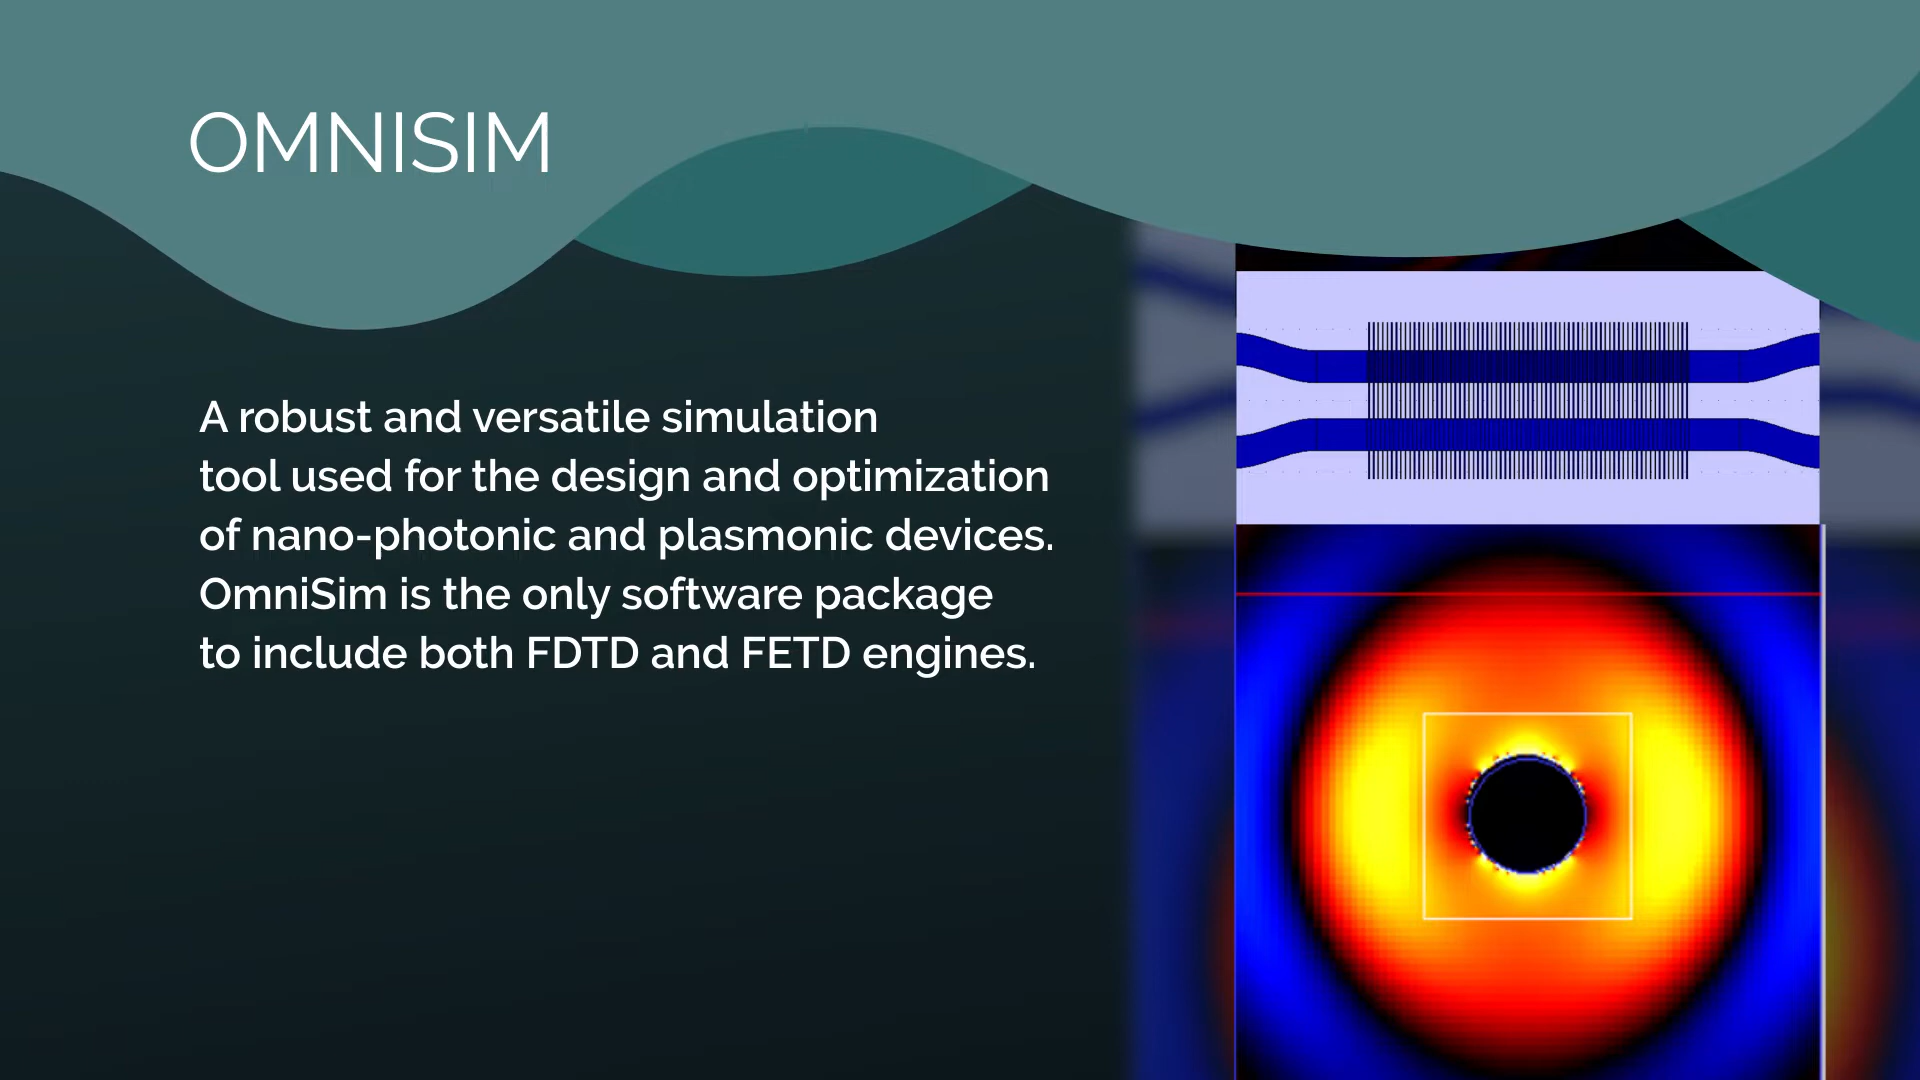 OMNISIM
A robust and versatile simulation
tool used for the design and optimization
of nano-photonic and plasmonic devices.
OmniSim is the only software package
to include both FDTD and FETD engines.